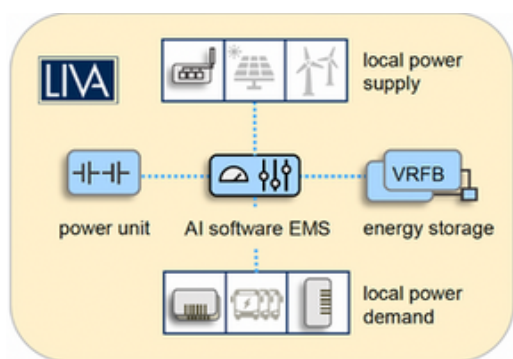 local power
supply
LIVA
VRFB
power unit
AI software EMS
energy storage
local power
demand